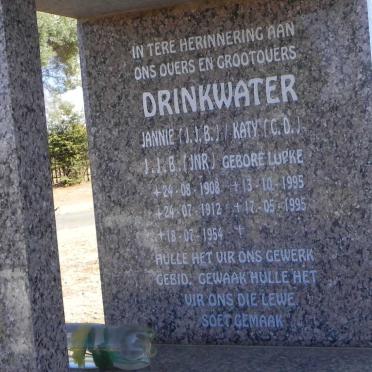 IN TERE HERINNERING AAN
ONS OUERS EN GROOTOUERS
DRINKWATER
JANNIE (J.J.B.) / KATY (C.D.)
J.J.B. (JNR) GEBORE LUPKE
*24-08-1908 +13-10-1995
*24-07-1912 +17-05-1995
*18-07-1954 +
HULLE HET VIR ONS GEWERK
GEBID, GEWAAK HULLE HET
VIR ONS DIE LEWE
SOET GEMAAK